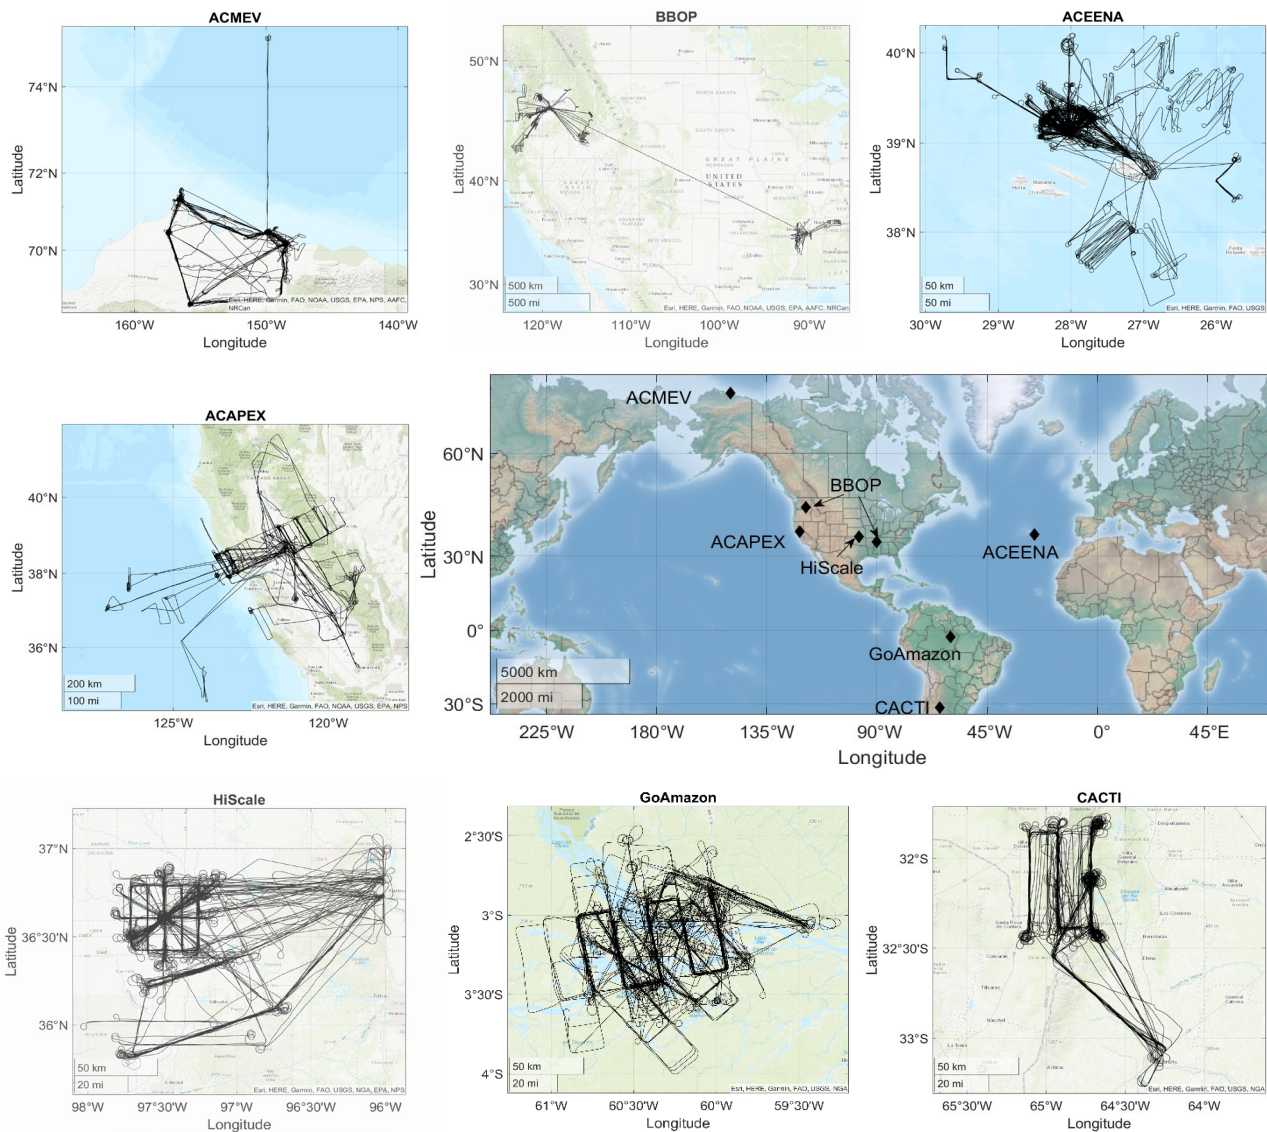 ACMEV
74°N
72°N
70°N
Latitude
Esri, HERE, Garmin, FAO, NOAA, USGS, EPA, NPS, AAFC,
NRCan
160°W
150°W
140°W
Longitude
BBOP
50°N
40°N
30°N
Latitude
NORTH DAKOTA
SOUTH DAKOTA
WYOMING
GREAT PLAINS
UNITED
STATES
500 km
500 mi
Esri, HERE, Garmin, FAO, USGS, EPA, AAFC, NRCan
120°W
110°W
100°W
90°W
Longitude
ACEENA
40°N
39°N
38°N
Latitude
50 km
50 mi
Esri, HERE, Garmin, FAO, USGS
30°W
29°W
28°W
27°W
26°W
Longitude
ACAPEX
40°N
38°N
36°N
Latitude
200 km
100 mi
Esri, HERE, Garmin, FAO, NOAA, USGS, EPA, NPS
125°W
120°W
Longitude
ACMEV
BBOP
ACAPEX
HiScale
ACEENA
GoAmazon
CACTI
60°N
30°N
0°
30°S
Latitude
5000 km
2000 mi
225°W
180°W
135°W
90°W
45°W
0°
45°E
Longitude
HiScale
37°N
36°30'N
36°N
Latitude
50 km
20 mi
Esri, HERE, Garmin, FAO, USGS, NGA, EPA, NPS
98°W
97°30'W
97°W
96°30'W
96°W
Longitude
GoAmazon
2°30'S
3°S
3°30'S
4°S
Latitude
50 km
20 mi
Esri, HERE, Garmin, FAO, USGS, NGA
61°W
60°30'W
60°W
59°30'W
Longitude
CACTI
32°S
32°30'S
33°S
Latitude
50 km
20 mi
Esri, HERE, Garmin, FAO, USGS, NGA
65°30'W
65°W
64°30'W
64°W
Longitude